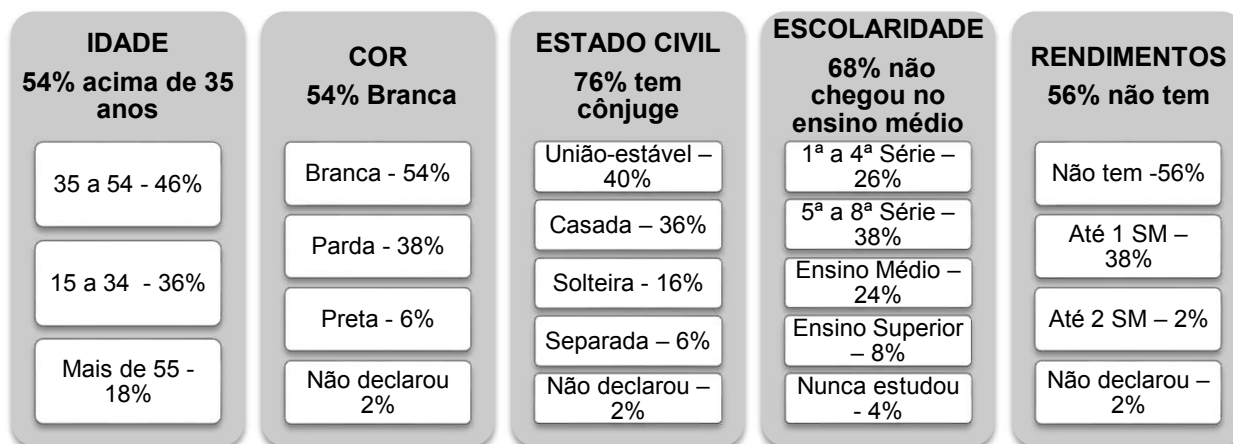 IDADE
54% acima de 35
anos
35 a 54 - 46%
15 a 34 - 36%
Mais de 55 -
18%
COR
54% Branca
Branca - 54%
Parda - 38%
Preta - 6%
Não declarou
2%
ESTADO CIVIL
76% tem
cônjuge
União-estável –
40%
Casada – 36%
Solteira - 16%
Separada – 6%
Não declarou –
2%
ESCOLARIDADE
68% não
chegou no
ensino médio
1ª a 4ª Série –
26%
5ª a 8ª Série –
38%
Ensino Médio –
24%
Ensino Superior
– 8%
Nunca estudou
- 4%
RENDIMENTOS
56% não tem
Não tem -56%
Até 1 SM –
38%
Até 2 SM – 2%
Não declarou –
2%